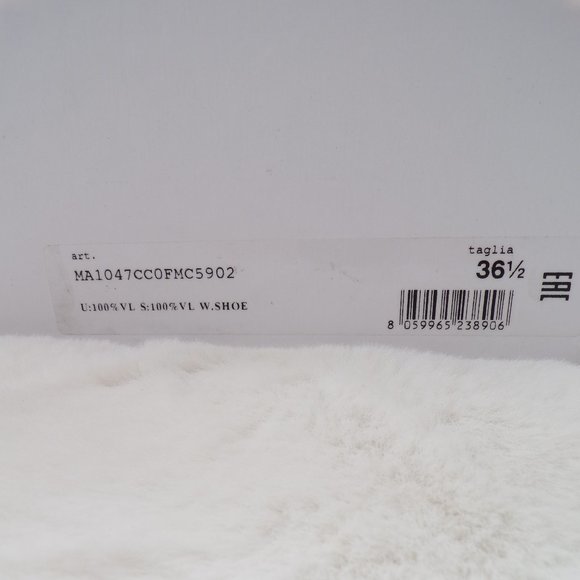 art.
MA1047CC0FMC5902
U:100%VL S:100%VL W.SHOE
taglia
36½
8 059965 238906
EAC